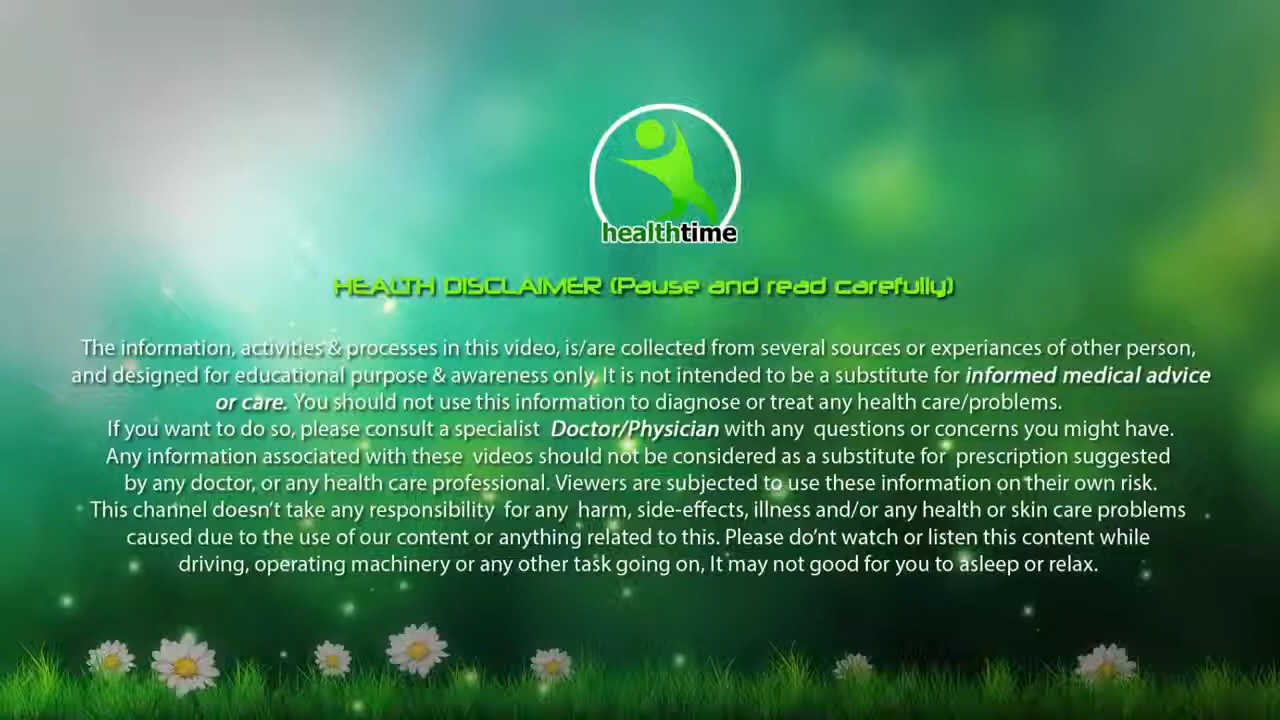 healthtime
HEALTH DISCLAIMER (Pause and read carefully)
The information, activities & processes in this video, is/are collected from several sources or experiances of other person,
and designed for educational purpose & awareness only. It is not intended to be a substitute for informed medical advice
or care. You should not use this information to diagnose or treat any health care/problems.
If you want to do so, please consult a specialist Doctor/Physician with any questions or concerns you might have.
Any information associated with these videos should not be considered as a substitute for prescription suggested
by any doctor, or any health care professional. Viewers are subjected to use these information on their own risk.
This channel doesn't take any responsibility for any harm, side-effects, illness and/or any health or skin care problems
caused due to the use of our content or anything related to this. Please do'nt watch or listen this content while
driving, operating machinery or any other task going on, It may not good for you to asleep or relax.